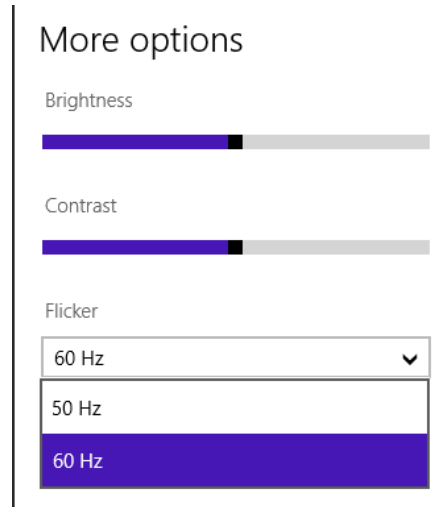 More options
Brightness
Contrast
Flicker
60 Hz
50 Hz
60 Hz